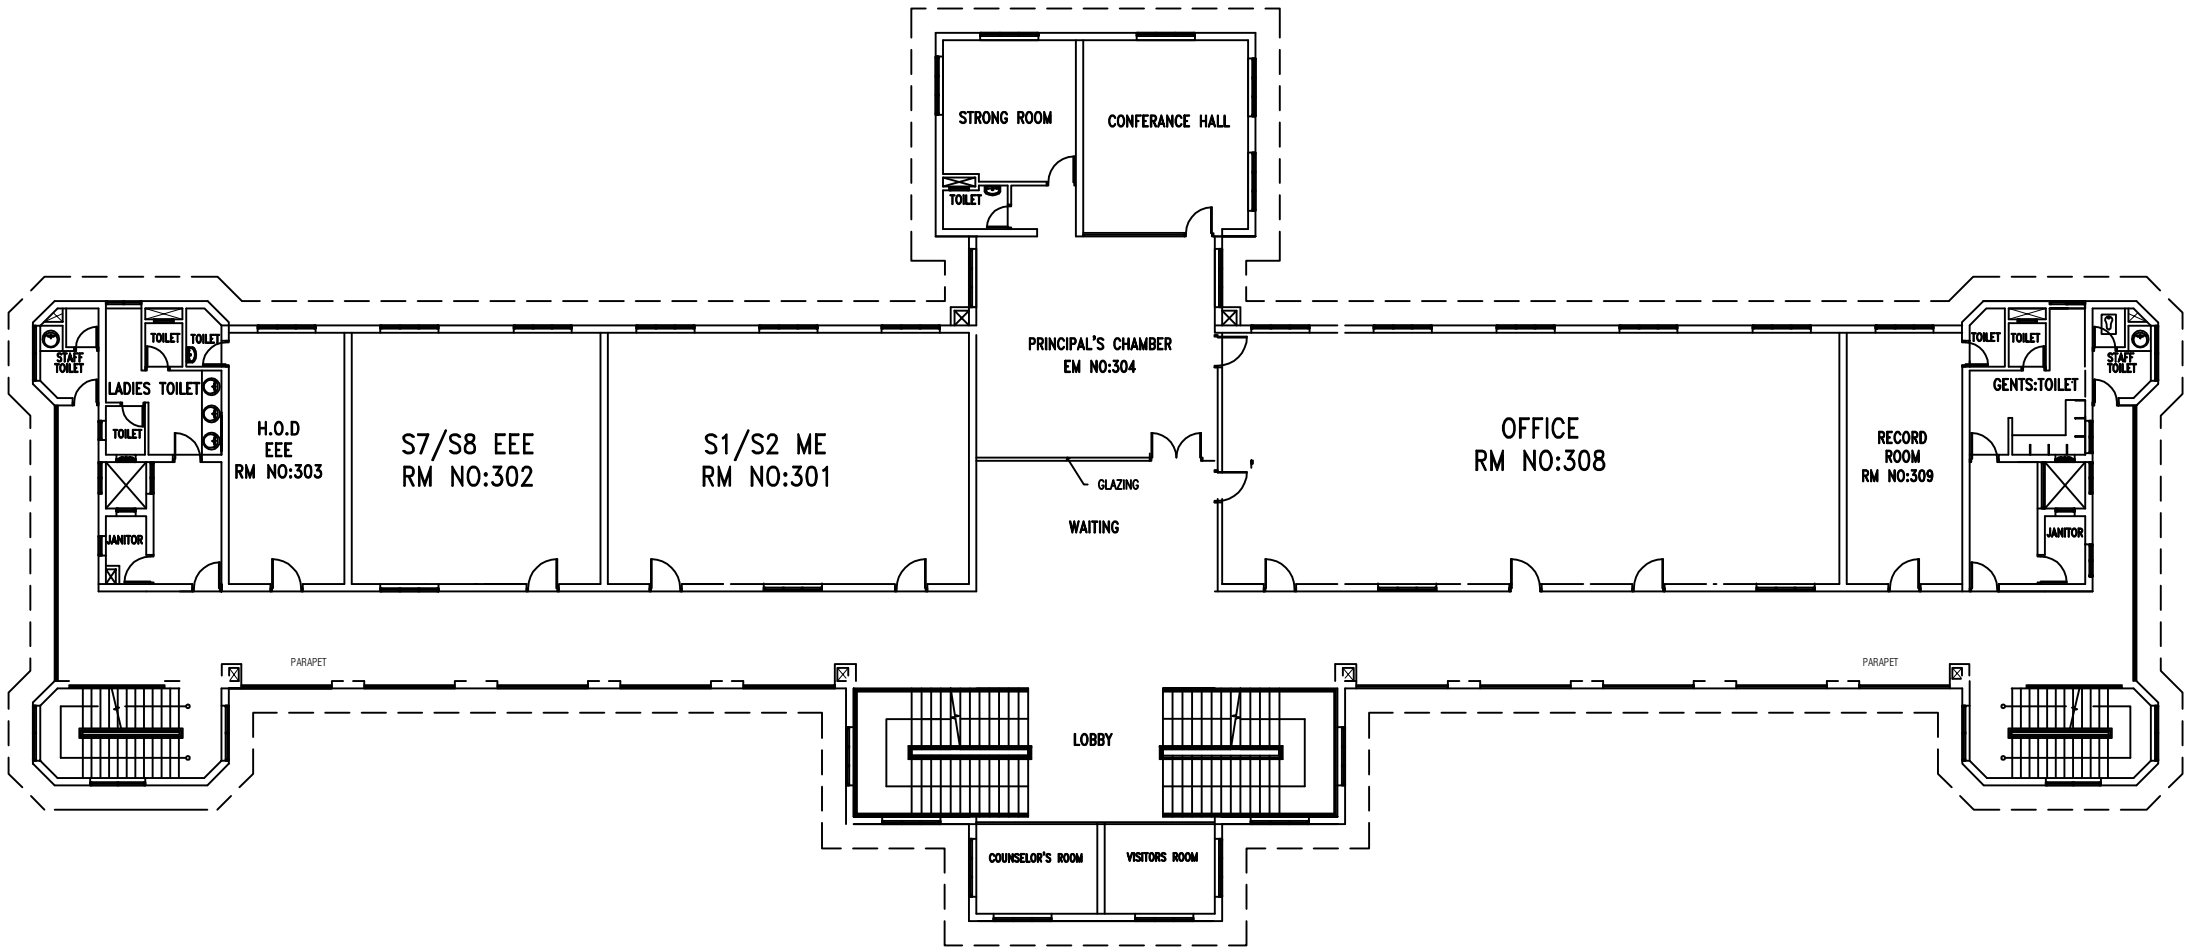 STRONG ROOM
CONFERANCE HALL
TOILET
PRINCIPAL'S CHAMBER
EM NO:304
GLAZING
WAITING
STAFF
TOILET
TOILET
TOILET
LADIES TOILET
TOILET
JANITOR
H.O.D
EEE
RM NO:303
S7/S8 EEE
RM NO:302
S1/S2 ME
RM NO:301
OFFICE
RM NO:308
P
RECORD
ROOM
RM NO:309
TOILET
TOILET
STAFF
TOILET
GENTS:TOILET
JANITOR
PARAPET
PARAPET
LOBBY
COUNSELOR'S ROOM
VISITORS ROOM